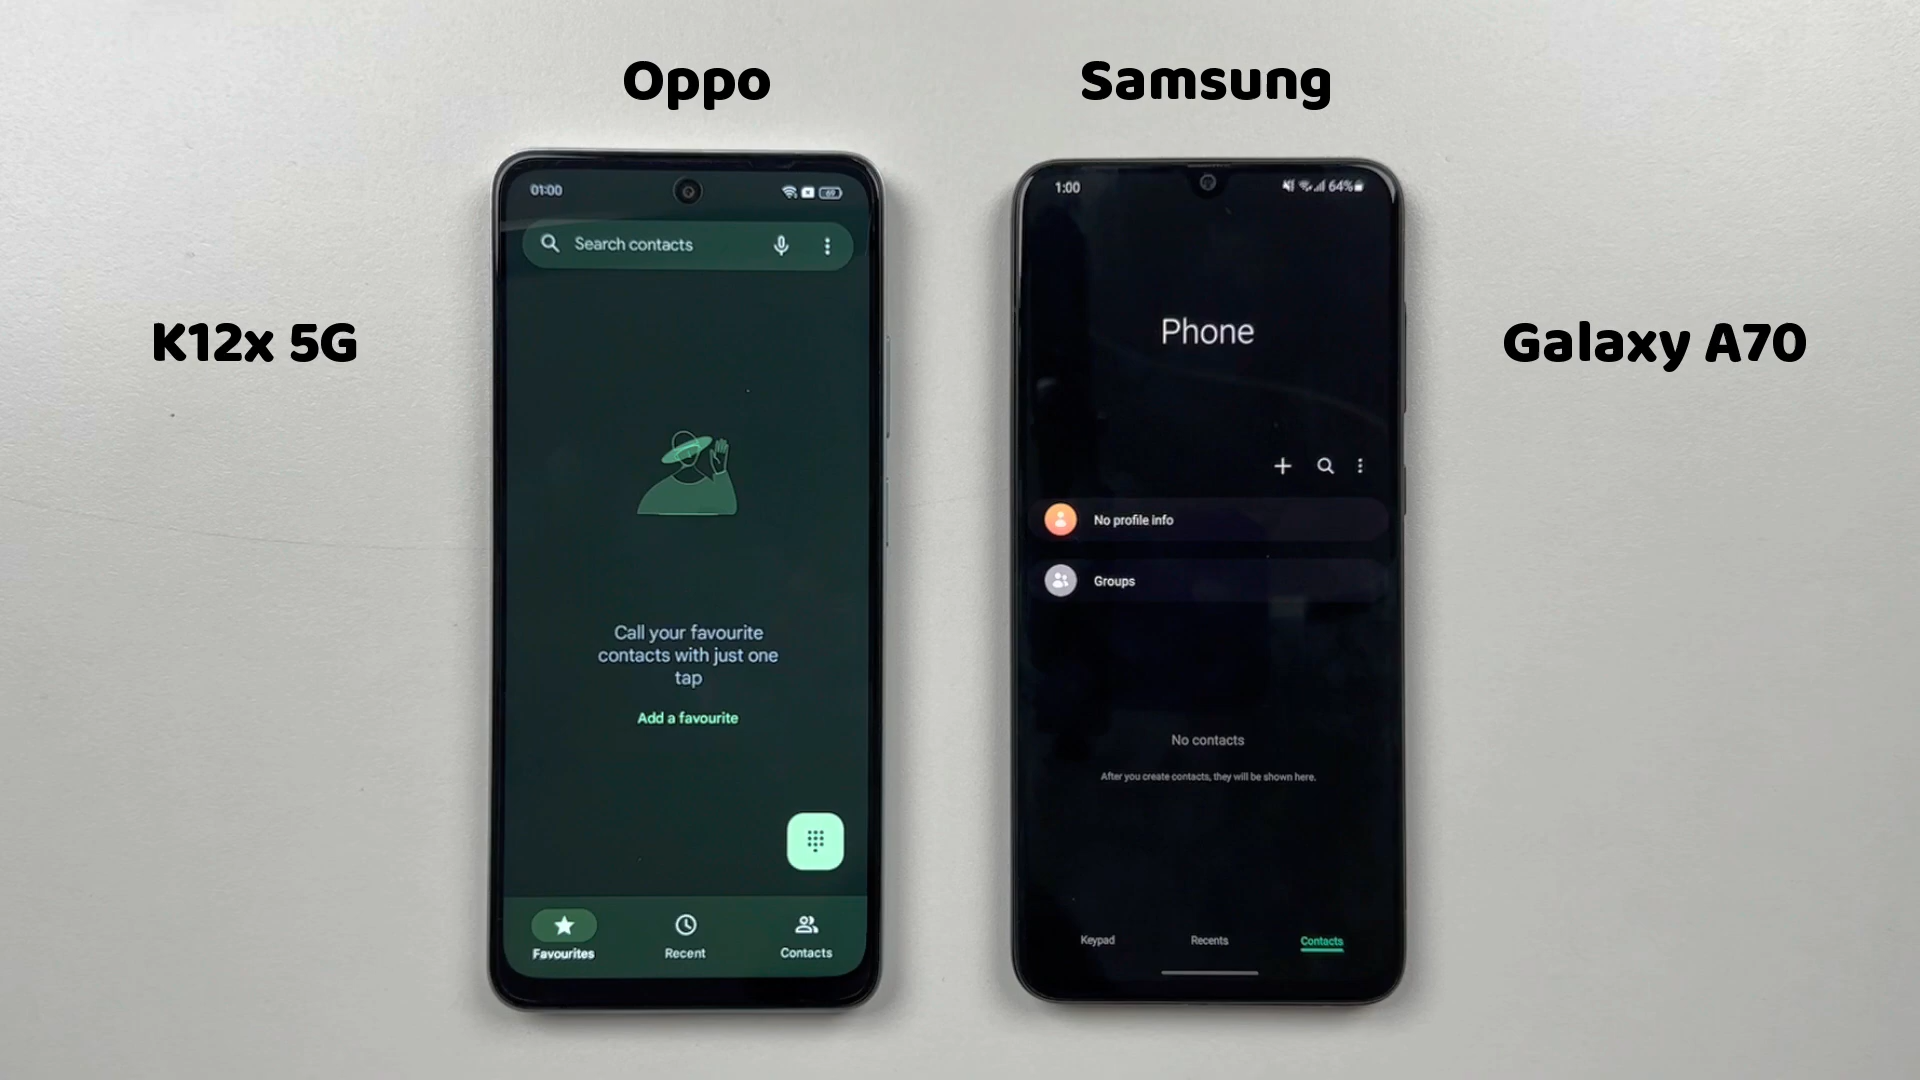 Oppo
Samsung
K12x 5G
Galaxy A70
01:00
69
Search contacts
Call your favourite
contacts with just one
tap
Add a favourite
Favourites
Recent
Contacts
1:00
64%
Phone
No profile info
Groups
No contacts
After you create contacts, they will be shown here.
Keypad
Recents
Contacts